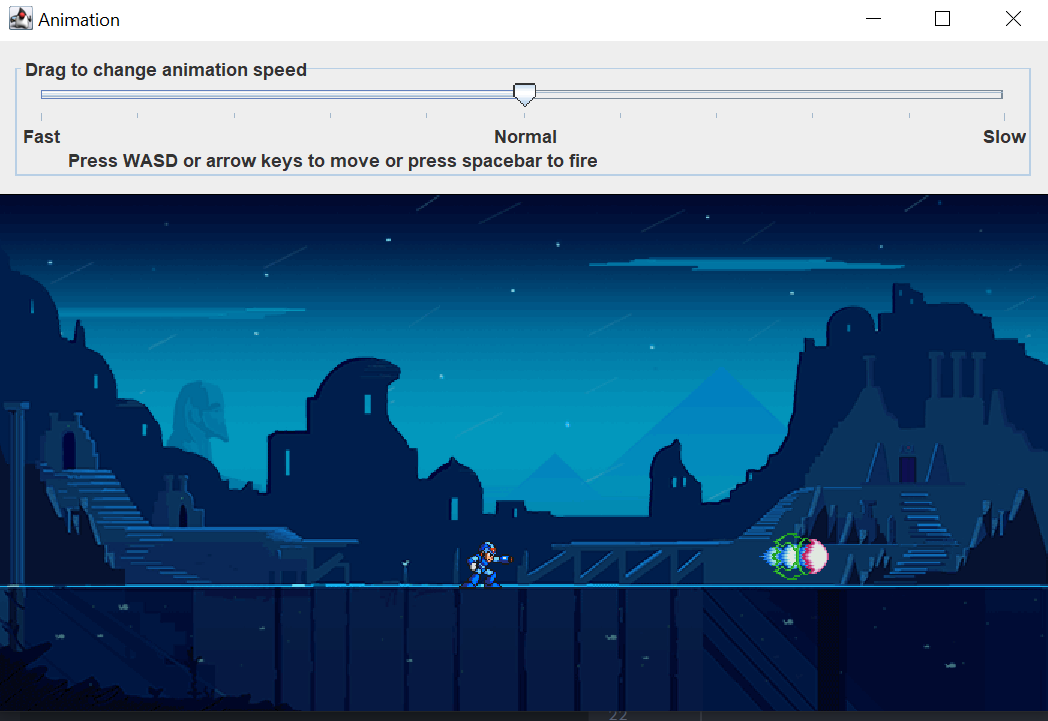 Animation
Drag to change animation speed
Fast Normal Slow
Press WASD or arrow keys to move or press spacebar to fire
22